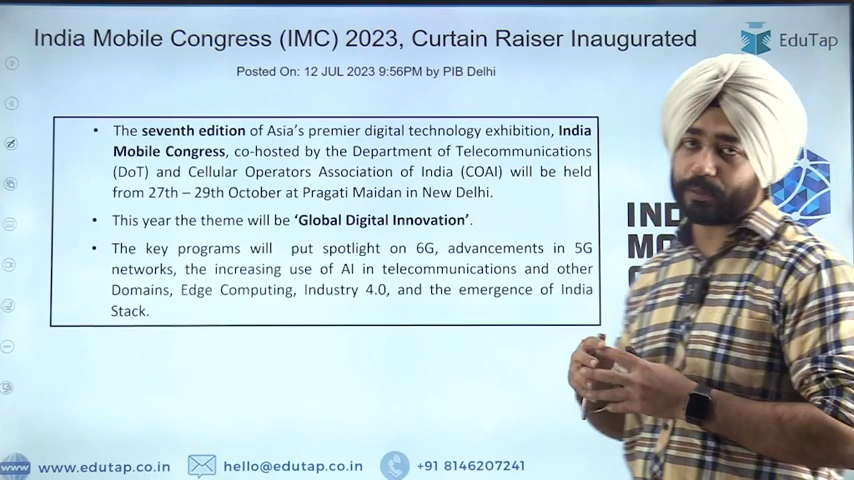 India Mobile Congress (IMC) 2023, Curtain Raiser Inaugurated
EduTap
Posted On: 12 JUL 2023 9:56PM by PIB Delhi
• The seventh edition of Asia's premier digital technology exhibition, India
Mobile Congress, co-hosted by the Department of Telecommunications
(DoT) and Cellular Operators Association of India (COAI) will be held
from 27th – 29th October at Pragati Maidan in New Delhi.
• This year the theme will be 'Global Digital Innovation'.
• The key programs will put spotlight on 6G, advancements in 5G
networks, the increasing use of AI in telecommunications and other
Domains, Edge Computing, Industry 4.0, and the emergence of India
Stack.
IND
MO
www www.edutap.co.in hello@edutap.co.in +91 8146207241